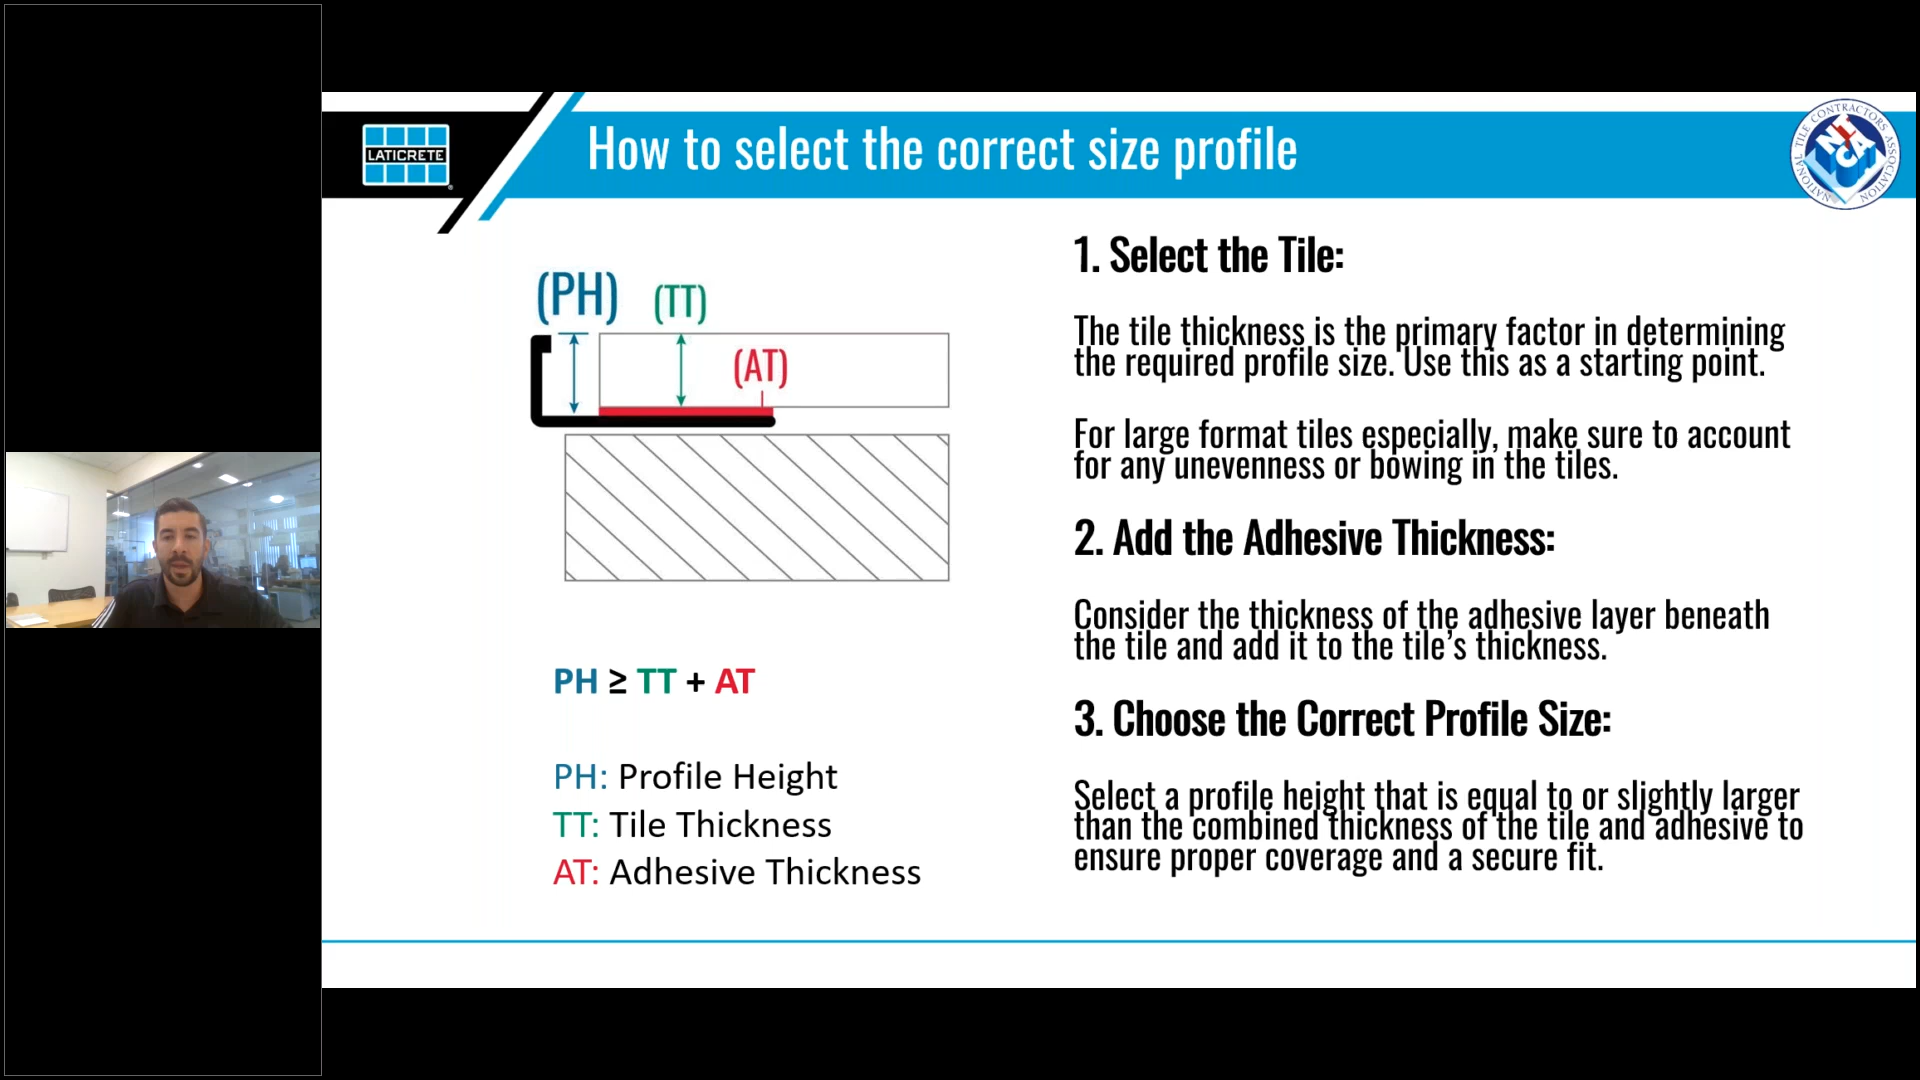 LATICRETE
How to select the correct size profile
NATIONAL TILE CONTRACTORS ASSOCIATION
NTCA
(PH)
(TT)
(AT)
PH ≥ TT + AT
PH: Profile Height
TT: Tile Thickness
AT: Adhesive Thickness
1. Select the Tile:
The tile thickness is the primary factor in determining
the required profile size. Use this as a starting point.
For large format tiles especially, make sure to account
for any unevenness or bowing in the tiles.
2. Add the Adhesive Thickness:
Consider the thickness of the adhesive layer beneath
the tile and add it to the tile’s thickness.
3. Choose the Correct Profile Size:
Select a profile height that is equal to or slightly larger
than the combined thickness of the tile and adhesive to
ensure proper coverage and a secure fit.